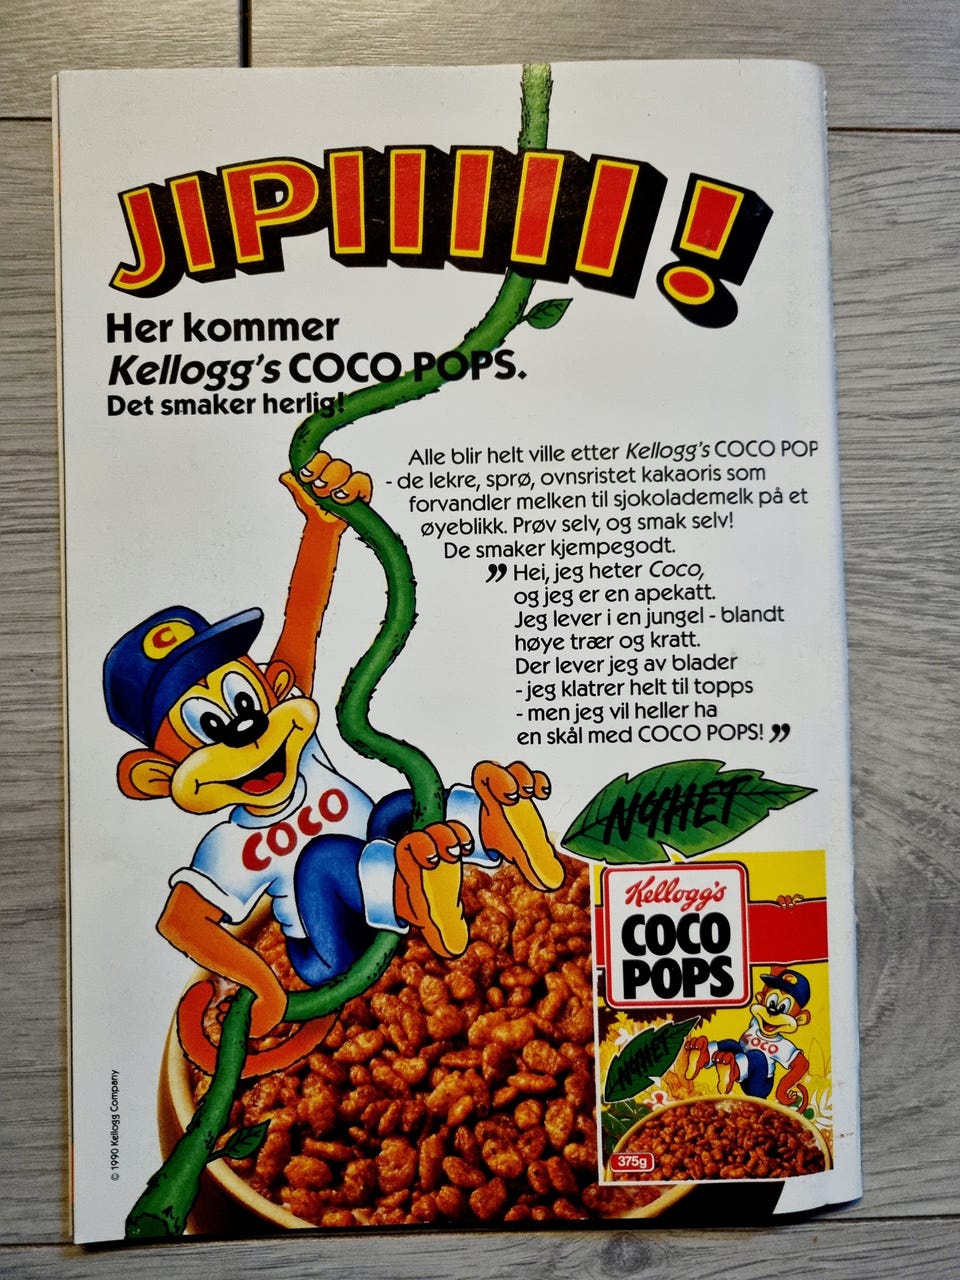 JIPIIIII!
Her kommer
Kellogg's COCO POPS.
Det smaker herlig!
Alle blir helt ville etter Kellogg's COCO POP
- de lekre, sprø, ovnsristet kakaoris som
forvandler melken til sjokolademelk på et
øyeblikk. Prøv selv, og smak selv!
De smaker kjempegodt.
” Hei, jeg heter Coco,
og jeg er en apekatt.
Jeg lever i en jungel - blandt
høye trær og kratt.
Der lever jeg av blader
- jeg klatrer helt til topps
- men jeg vil heller ha
en skål med COCO POPS! ”
C
COCO
NYHET
Kellogg's
COCO
POPS
COCO
NYHET
375g
© 1990 Kellogg Company